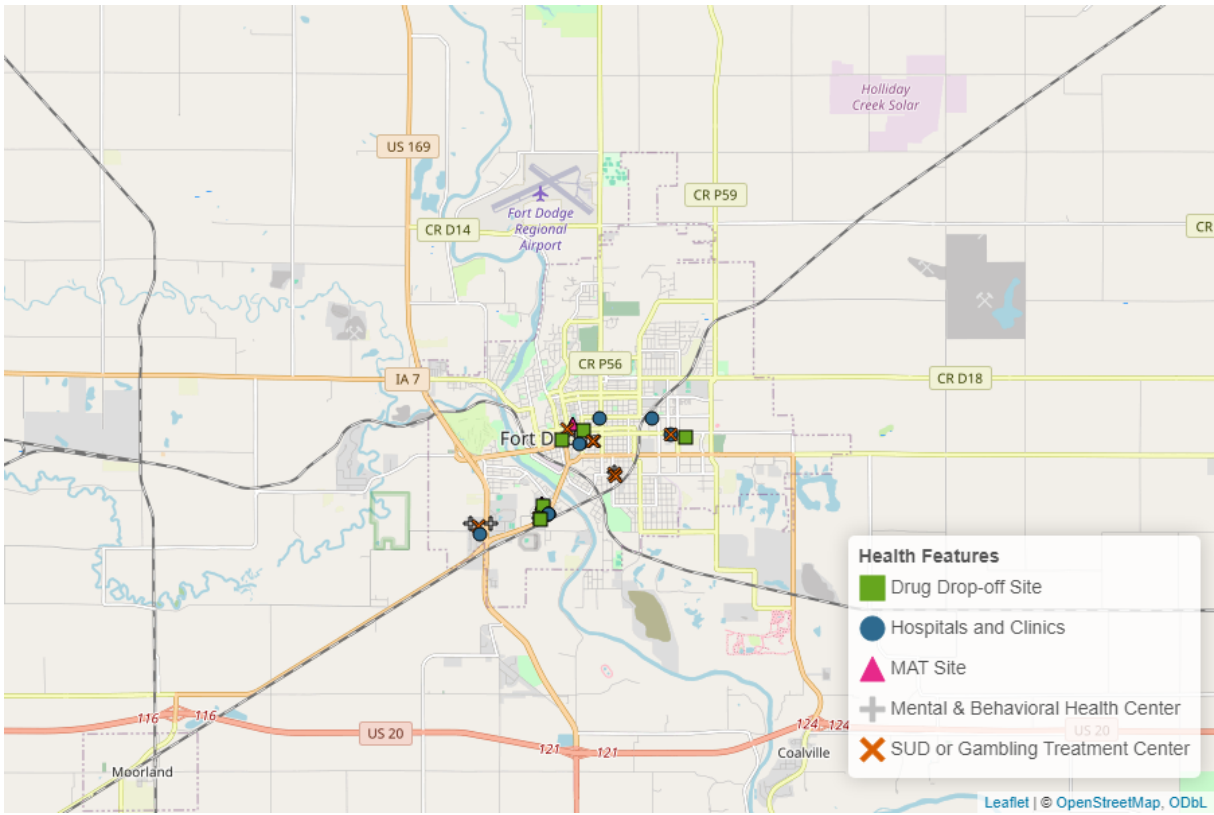 Holliday
Creek Solar
US 169
CR P59
Fort Dodge
Regional
Airport
CR D14
CR
CR P56
IA 7
CR D18
Fort D
Health Features
Drug Drop-off Site
Hospitals and Clinics
MAT Site
Mental & Behavioral Health Center
SUD or Gambling Treatment Center
116 116
US 20
121 121
124 124
US 20
Coalville
Moorland
Leaflet | © OpenStreetMap, ODbL